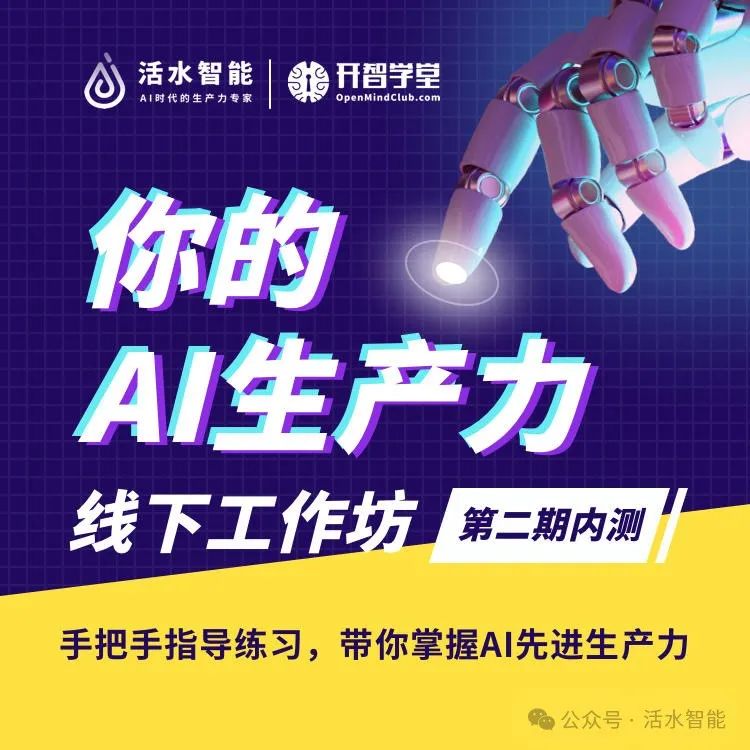 活水智能
AI时代的生产力专家
开智学堂
OpenMindClub.com
你的
AI生产力
线下工作坊
第二期内测
手把手指导练习，带你掌握AI先进生产力
公众号·活水智能